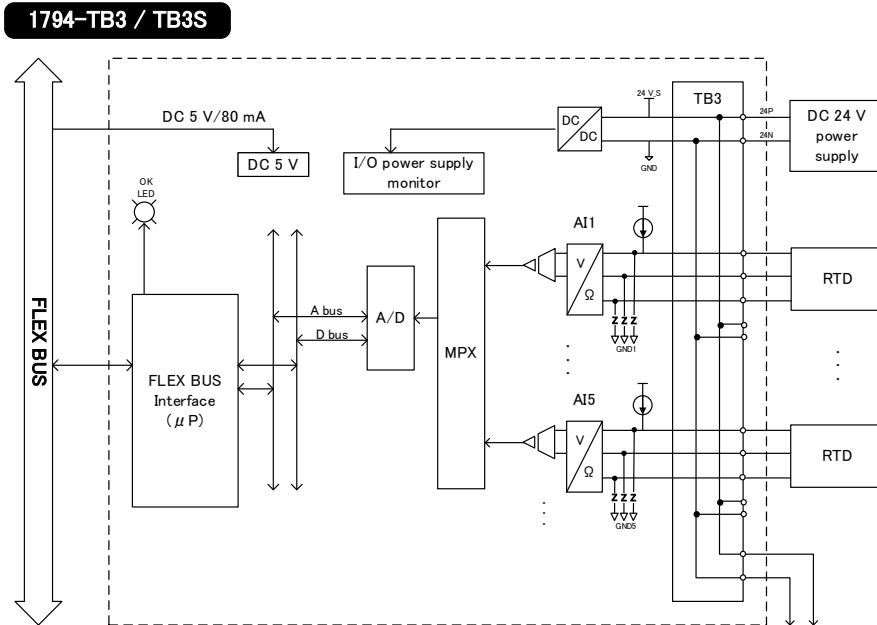 1794-TB3 / TB3S
DC 5 V/80 mA
DC 5 V
OK
LED
I/O power supply
monitor
DC
DC
24 V_S
GND
TB3
24P
24N
DC 24 V
power
supply
FLEX BUS
FLEX BUS
Interface
(μP)
A bus
D bus
A/D
MPX
AI1
V
Ω
Z Z Z
GND1
RTD
AI5
V
Ω
Z Z Z
GND5
RTD